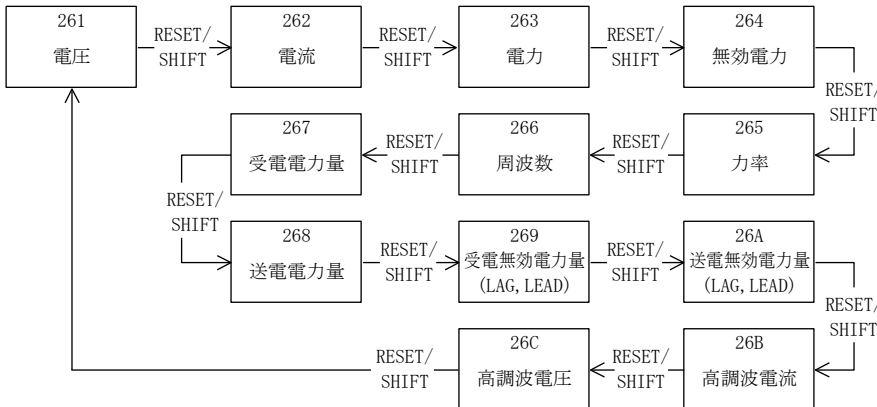 261
電圧
RESET/
SHIFT
262
電流
RESET/
SHIFT
263
電力
RESET/
SHIFT
264
無効電力
RESET/
SHIFT
265
力率
RESET/
SHIFT
266
周波数
RESET/
SHIFT
267
受電電力量
RESET/
SHIFT
268
送電電力量
RESET/
SHIFT
269
受電無効電力量
(LAG, LEAD)
RESET/
SHIFT
26A
送電無効電力量
(LAG, LEAD)
RESET/
SHIFT
26B
高調波電流
RESET/
SHIFT
26C
高調波電圧
RESET/
SHIFT